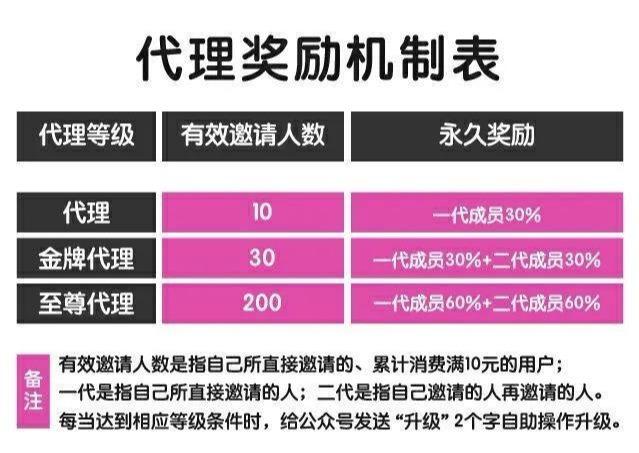 代理奖励机制表
代理等级 有效邀请人数 永久奖励
代理 10 一代成员30%
金牌代理 30 一代成员30%+二代成员30%
至尊代理 200 一代成员60%+二代成员60%
备注
有效邀请人数是指自己所直接邀请的、累计消费满10元的用户；
一代是指自己所直接邀请的人；二代是指自己邀请的人再邀请的人。
每当达到相应等级条件时，给公众号发送“升级”2个字自助操作升级。